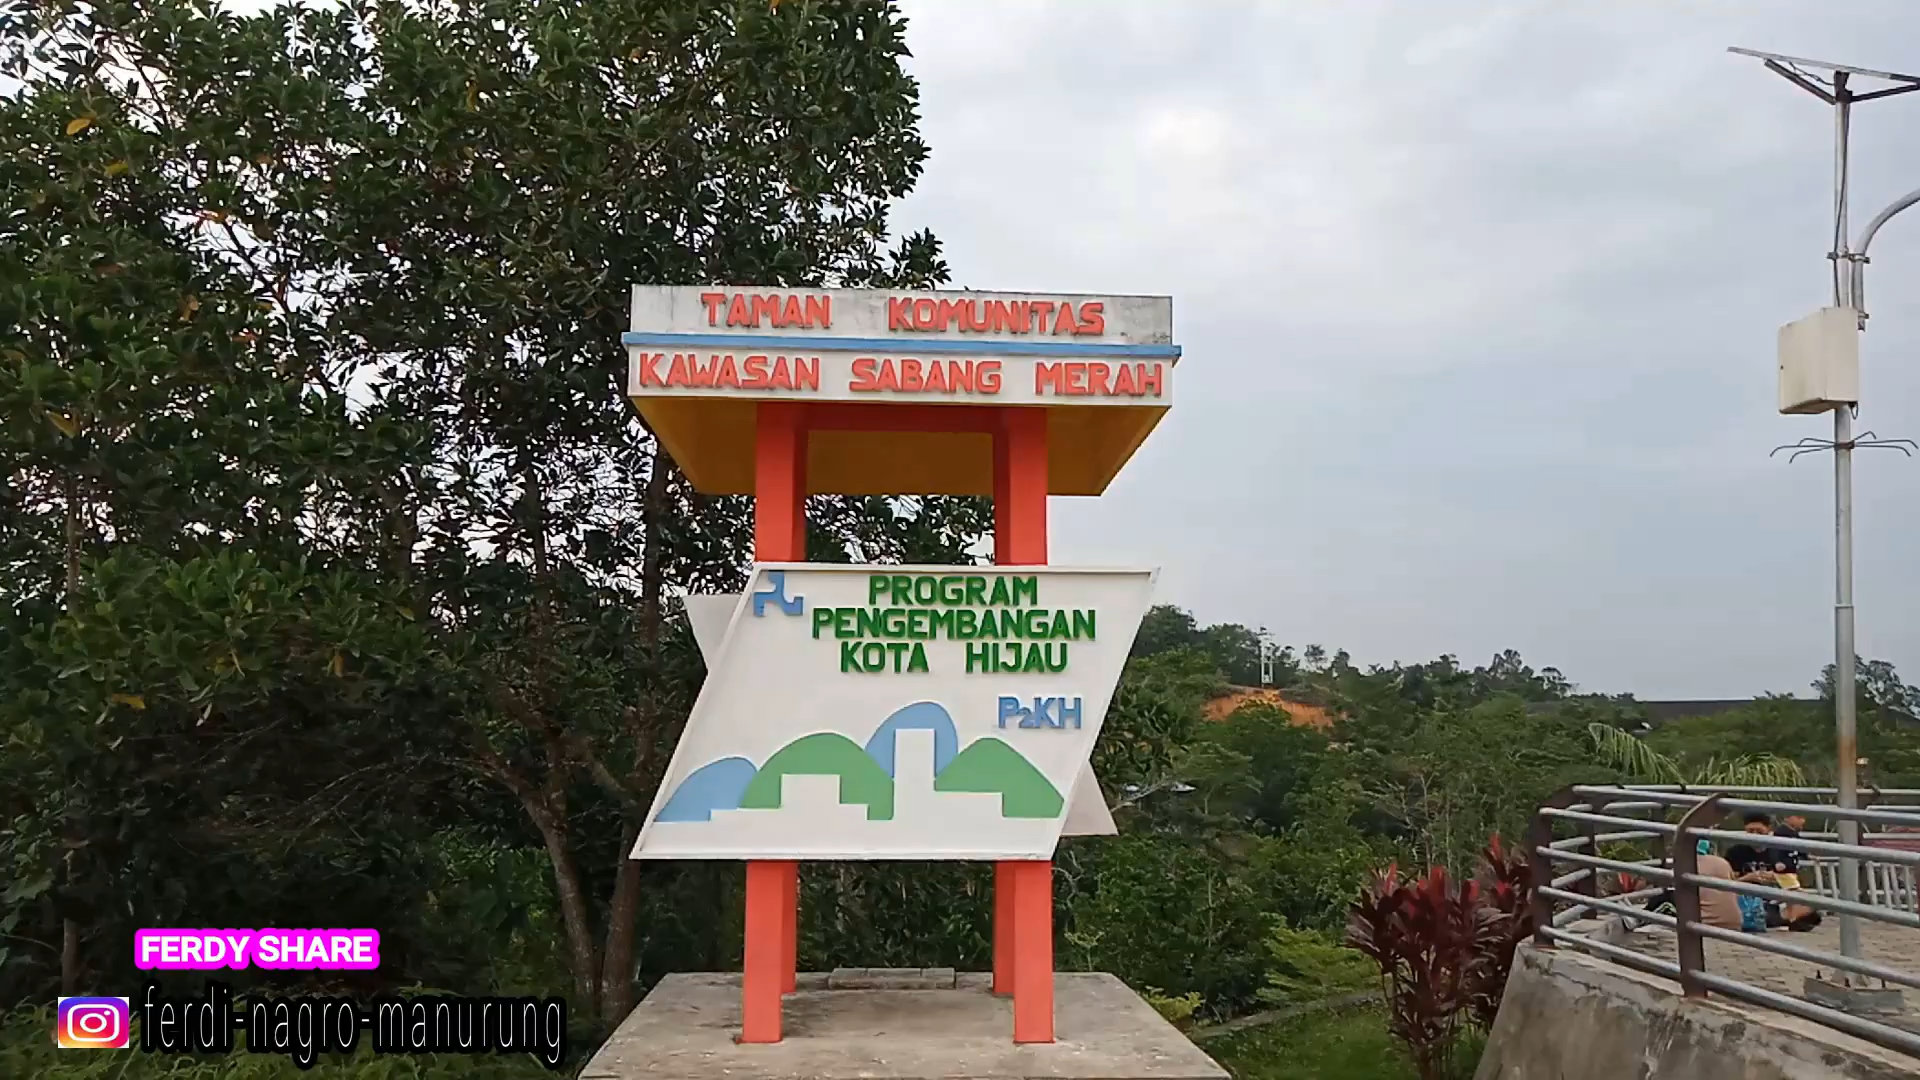 TAMAN KOMUNITAS
KAWASAN SABANG MERAH
PROGRAM
PENGEMBANGAN
KOTA HIJAU
P2KH
FERDY SHARE
ferdi-nagro-manurung